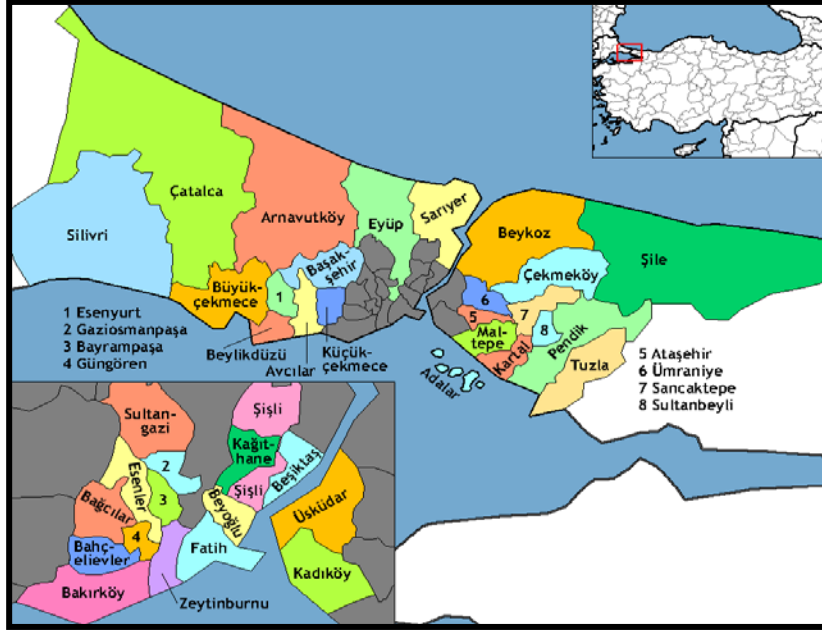 Çatalca
Silivri
Arnavutköy
Eyüp
Sarıyer
Beykoz
Şile
Çekmeköy
Büyük-
çekmece
Başak-
şehir
1
6
7
5
8
Mal-
tepe
Kartal
Pendik
Tuzla
Beylikdüzü
Avcılar
Küçük-
çekmece
Adalar
1 Esenyurt
2 Gaziosmanpaşa
3 Bayrampaşa
4 Güngören
5 Ataşehir
6 Ümraniye
7 Sancaktepe
8 Sultanbeyli
Sultan-
gazi
Şişli
Kağıt-
hane
Beşiktaş
2
Esenler
3
Şişli
Beyoğlu
Bağcılar
4
Üsküdar
Bahç-
elievler
Fatih
Kadıköy
Bakırköy
Zeytinburnu